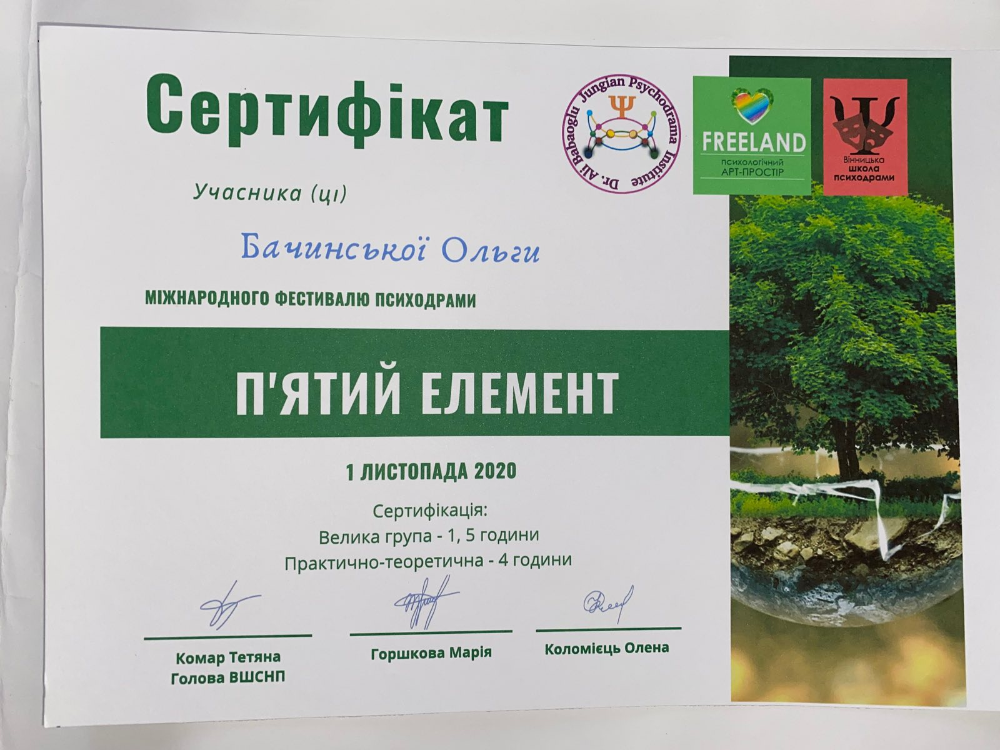 Сертифікат
Dr. Ali Babaoglu Jungian Psychodrama Institute
Ψ
FREELAND
ПСИХОЛОГІЧНИЙ
АРТ-ПРОСТІР
Ψ
Вінницька
школа
психодрами
Учасника (ці)
Бачинської Ольги
МІЖНАРОДНОГО ФЕСТИВАЛЮ ПСИХОДРАМИ
П'ЯТИЙ ЕЛЕМЕНТ
1 ЛИСТОПАДА 2020
Сертифікація:
Велика група - 1, 5 години
Практично-теоретична - 4 години
Комар Тетяна
Голова ВШСНП
Горшкова Марія
Коломієць Олена